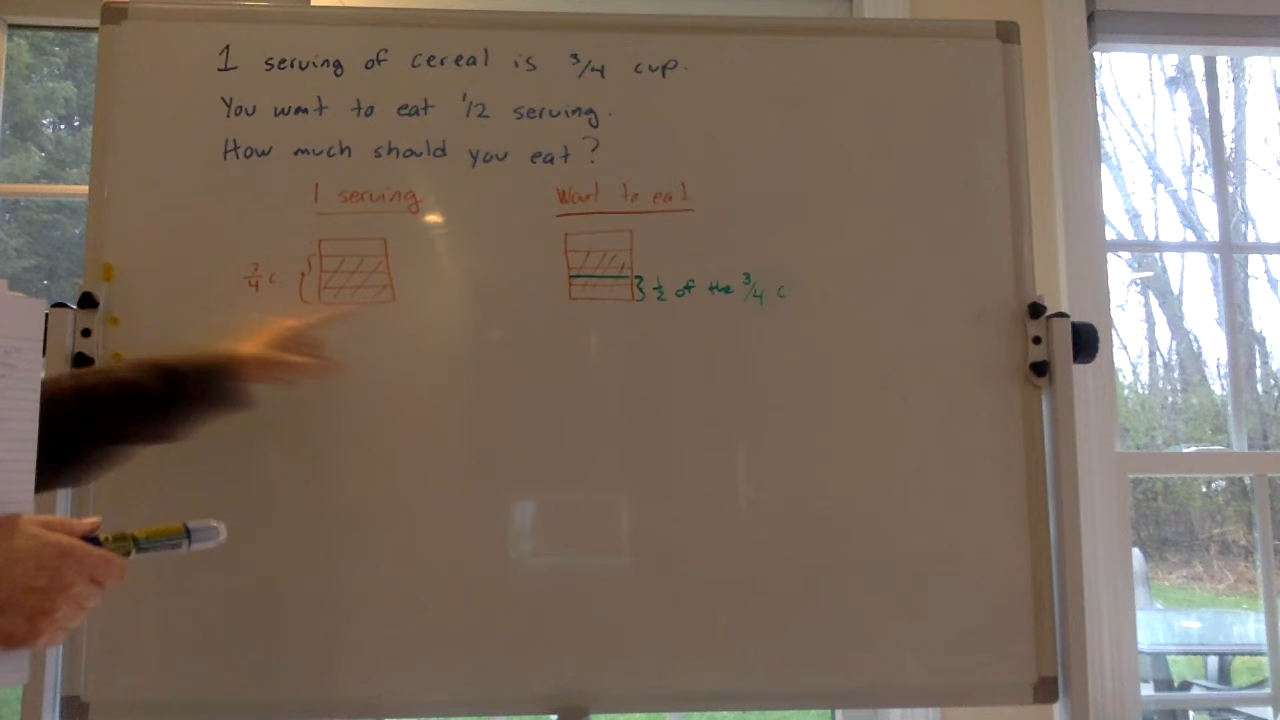 1 serving of cereal is 3/4 cup.
You want to eat 1/2 serving.
How much should you eat?
1 serving
Want to eat
3/4 c.
1/2 of the 3/4 c